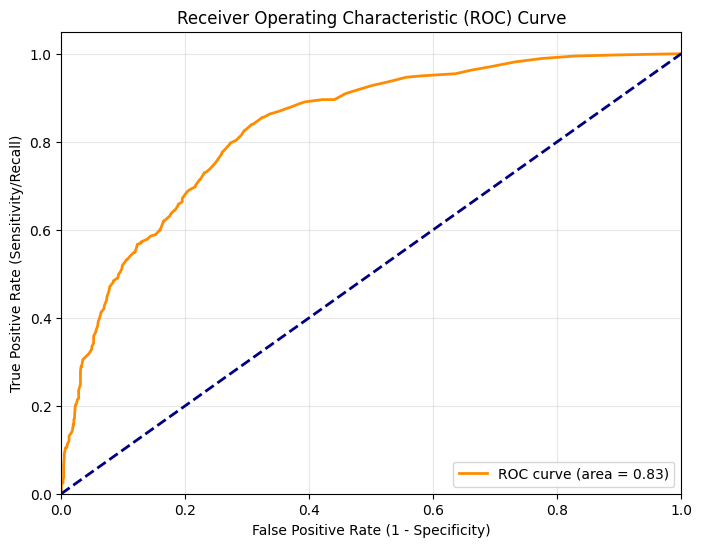 Receiver Operating Characteristic (ROC) Curve
True Positive Rate (Sensitivity/Recall)
1.0
0.8
0.6
0.4
0.2
0.0
ROC curve (area = 0.83)
0.0 0.2 0.4 0.6 0.8 1.0
False Positive Rate (1 - Specificity)